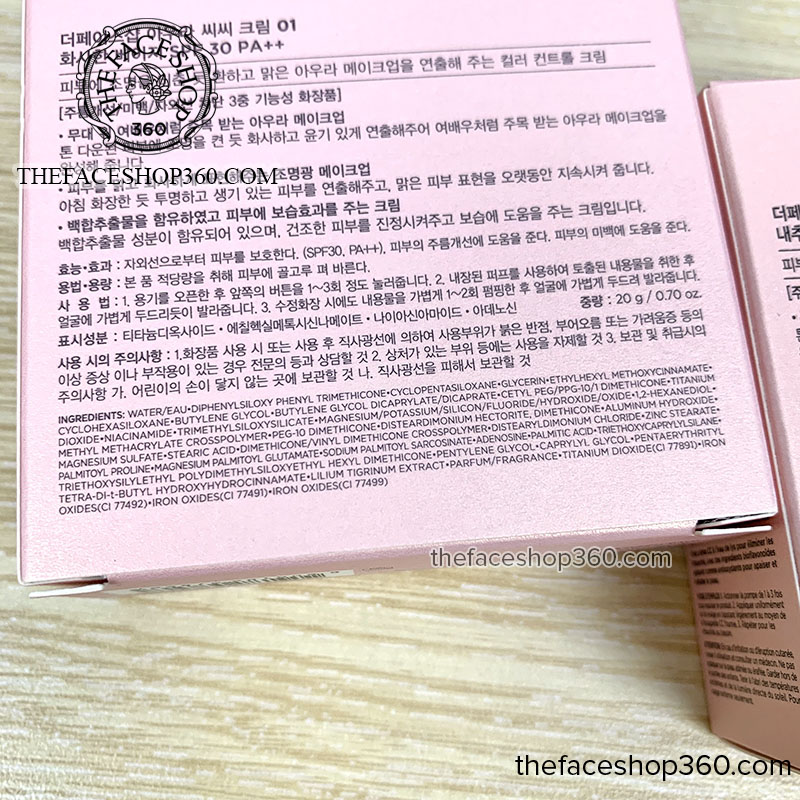 더페이스샵 씨씨 크림 01
SPF 30 PA++
하고 맑은 아우라 메이크업을 연출해 주는 컬러 컨트롤 크림
3중 기능성 화장품]
• 무대 받는 아우라 메이크업
톤 다운 켠 듯 화사하고 윤기 있게 연출해주어 여배우처럼 주목 받는 아우라 메이크업을
조명광 메이크업
아침 화장한 듯 투명하고 생기 있는 피부를 연출해주고, 맑은 피부 표현을 오랫동안 지속시켜 줍니다.
• 백합추출물을 함유하였고 피부에 보습효과를 주는 크림
백합추출물 성분이 함유되어 있으며, 건조한 피부를 진정시켜주고 보습에 도움을 주는 크림입니다.
효능•효과 : 자외선으로부터 피부를 보호한다. (SPF30, PA++). 피부의 주름개선에 도움을 준다. 피부의 미백에 도움을 준다.
용법•용량 : 본 품 적당량을 취해 피부에 골고루 펴 바른다.
사 용 법 : 1. 용기를 오픈한 후 앞쪽의 버튼을 1~3회 정도 눌러줍니다. 2. 내장된 퍼프를 사용하여 토출된 내용물을 취한 후
얼굴에 가볍게 두드리듯이 발라줍니다. 3. 수정화장 시에도 내용물을 가볍게 1~2회 펌핑한 후 얼굴에 가볍게 두드려 발라줍니다.
중량 : 20 g / 0.70 oz.
표시성분 : 티타늄디옥사이드 • 에칠헥실메톡시신나메이트 • 나이아신아마이드 • 아데노신
사용 시의 주의사항 : 1.화장품 사용 시 또는 사용 후 직사광선에 의하여 사용부위가 붉은 반점, 부어오름 또는 가려움증 등의
이상 증상 이나 부작용이 있는 경우 전문의 등과 상담할 것 2. 상처가 있는 부위 등에는 사용을 자제할 것 3. 보관 및 취급시의
주의사항 가. 어린이의 손이 닿지 않는 곳에 보관할 것 나. 직사광선을 피해서 보관할 것
INGREDIENTS: WATER/EAU•DIPHENYLSILOXY PHENYL TRIMETHICONE•CYCLOPENTASILOXANE•GLYCERIN•ETHYLHEXYL METHOXYCINNAMATE•
CYCLOHEXASILOXANE•BUTYLENE GLYCOL•BUTYLENE GLYCOL DICAPRYLATE/DICAPRATE•CETYL PEG/PPG-10/1 DIMETHICONE•TITANIUM
DIOXIDE•NIACINAMIDE•TRIMETHYLSILOXYSILICATE•MAGNESIUM/POTASSIUM/SILICON/FLUORIDE/HYDROXIDE/OXIDE•1,2-HEXANEDIOL•
METHYL METHACRYLATE CROSSPOLYMER•PEG-10 DIMETHICONE•DISTEARDIMONIUM HECTORITE, DIMETHICONE•ALUMINUM HYDROXIDE•
MAGNESIUM SULFATE•STEARIC ACID•DIMETHICONE/VINYL DIMETHICONE CROSSPOLYMER•DISTEARYLDIMONIUM CHLORIDE•ZINC STEARATE•
PALMITOYL PROLINE•MAGNESIUM PALMITOYL GLUTAMATE•SODIUM PALMITOYL SARCOSINATE•ADENOSINE•PALMITIC ACID•TRIETHOXYCAPRYLYLSILANE•
TRIETHOXYSILYLETHYL POLYDIMETHYLSILOXYETHYL HEXYL DIMETHICONE•PENTYLENE GLYCOL•CAPRYLYL GLYCOL•PENTAERYTHRITYL
TETRA-DI-t-BUTYL HYDROXYHYDROCINNAMATE•LILIUM TIGRINUM EXTRACT•PARFUM/FRAGRANCE•TITANIUM DIOXIDE(CI 77891)•IRON
OXIDES(CI 77492)•IRON OXIDES(CI 77491)•IRON OXIDES(CI 77499)
THE FACE SHOP
360
THEFACESHOP360.COM
thefaceshop360.com
thefaceshop360.com